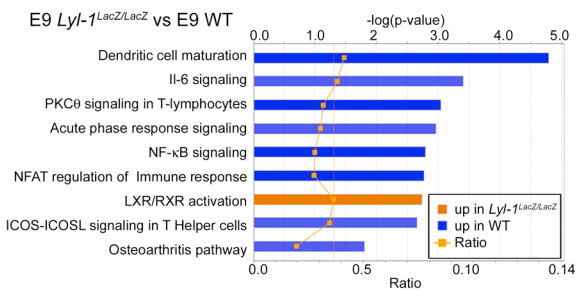 E9 Lyl-1LacZ/LacZ vs E9 WT
-log(p-value)
0.0 1.0 2 3.0 4.0 5.0
Dendritic cell maturation
Il-6 signaling
PKCθ signaling in T-lymphocytes
Acute phase response signaling
NF-κB signaling
NFAT regulation of Immune response
LXR/RXR activation
ICOS-ICOSL signaling in T Helper cells
Osteoarthritis pathway
up in Lyl-1LacZ/LacZ
up in WT
Ratio
0.0 0.5 0.10 0.14
Ratio